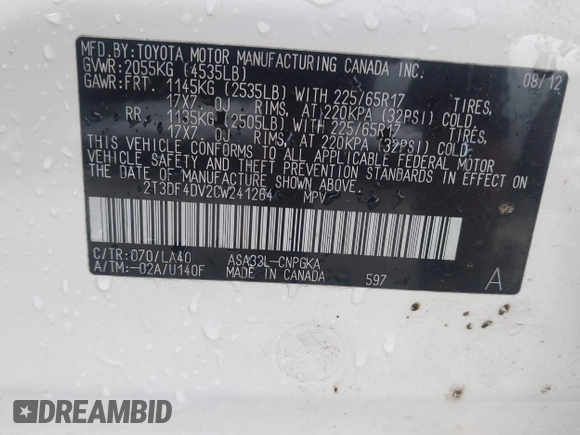 MFD.BY:TOYOTA MOTOR MANUFACTURING CANADA INC. 08/12
GVWR:2055KG (4535LB)
GAWR:FRT. 1145KG (2535LB) WITH 225/65R17 TIRES,
17X7 0J RIMS, AT 220KPA (32PSI) COLD.
RR 1135KG (2505LB) WITH 225/65R17 TIRES,
17X7 0J RIMS, AT 220KPA (32PSI) COLD.
THIS VEHICLE CONFORMS TO ALL APPLICABLE FEDERAL MOTOR
VEHICLE SAFETY AND THEFT PREVENTION STANDARDS IN EFFECT ON
THE DATE OF MANUFACTURE SHOWN ABOVE.
2T3DF4DV2CW241264 MPV
C/TR:070/LA40 ASA33L-CNPGKA
A/TM:-02A/U140F MADE IN CANADA 597 A
DREAMBID